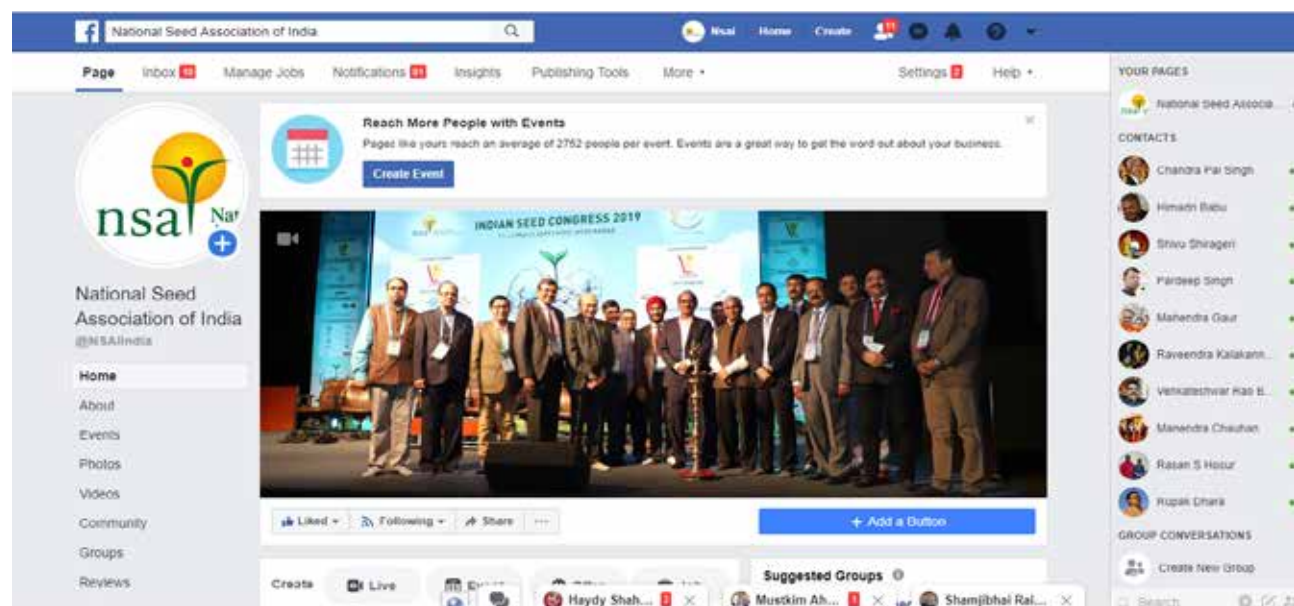 National Seed Association of India
Nsai Home Create
Page Inbox Manage Jobs Notifications Insights Publishing Tools More
Settings Help
nsai
National Seed
Association of India
@NSAIIndia
Home
About
Events
Photos
Videos
Community
Groups
Reviews
Reach More People with Events
Pages like yours reach an average of 2752 people per event. Events are a great way to get the word out about your business.
Create Event
INDIAN SEED CONGRESS 2019
Liked Following Share
+ Add a Button
Create Live
Suggested Groups
Haydy Shah...
Mustkim Ah...
Shamjibhai Rai...
YOUR PAGES
National Seed Associa...
CONTACTS
Chandra Pal Singh
Himadri Babu
Shivu Shirageri
Pardeep Singh
Mahendra Gaur
Raveendra Kalakann...
Venkateshwar Rao B...
Manendra Chauhan
Rasan S Hosur
Rupak Dhara
GROUP CONVERSATIONS
Create New Group
Search